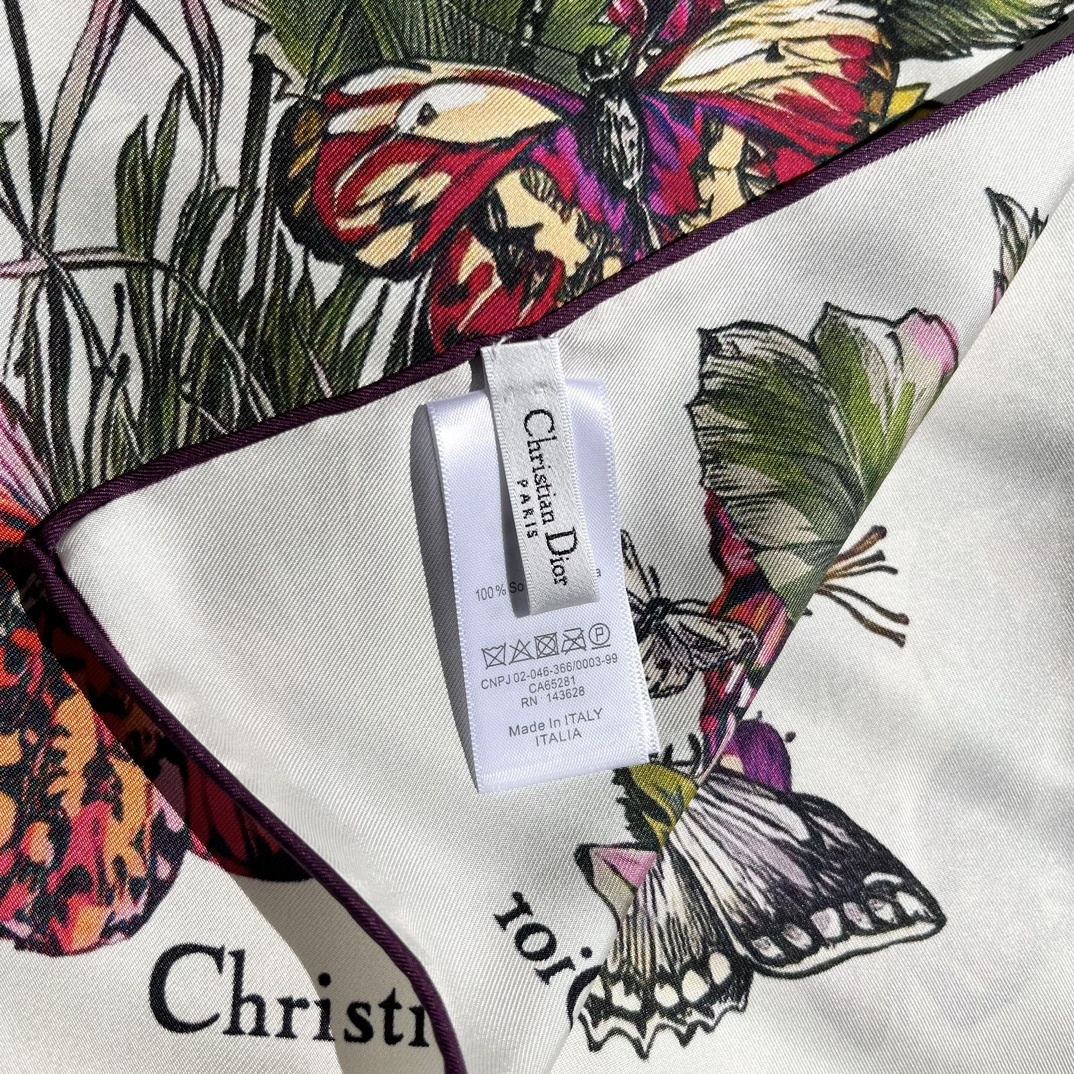 Christian Dior
PARIS
100% So
CNPJ 02-046-366/0003-99
CA65281
RN 143628
Made In ITALY
ITALIA
ior
Christi